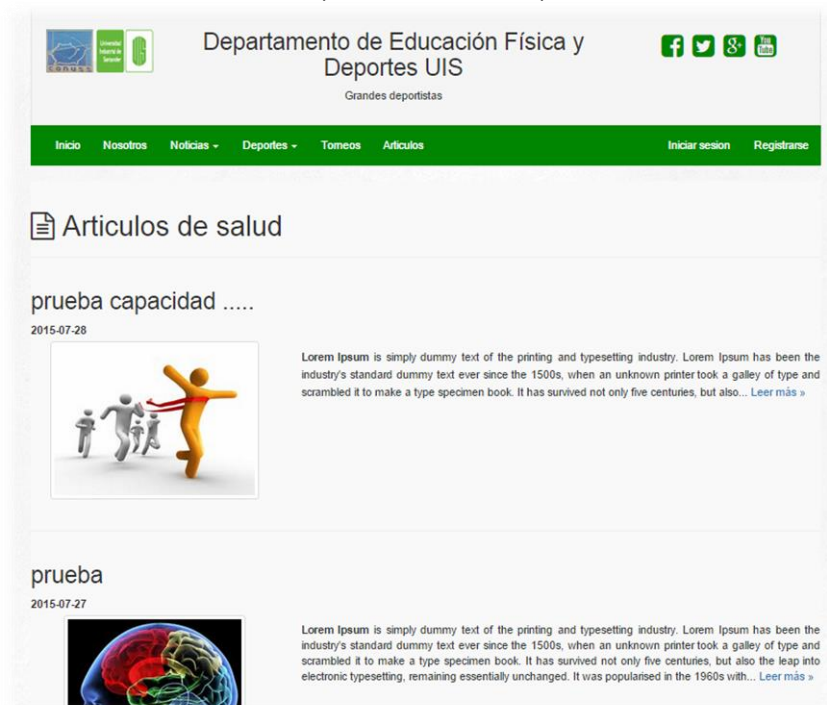 Departamento de Educación Física y
Deportes UIS
Grandes deportistas
conuss
Universidad
Industrial de
Santander
You
Tube
Inicio Nosotros Noticias Deportes Torneos Articulos Iniciar sesion Registrarse
Articulos de salud
prueba capacidad .....
2015-07-28
Lorem Ipsum is simply dummy text of the printing and typesetting industry. Lorem Ipsum has been the
industry's standard dummy text ever since the 1500s, when an unknown printer took a galley of type and
scrambled it to make a type specimen book. It has survived not only five centuries, but also... Leer más »
prueba
2015-07-27
Lorem Ipsum is simply dummy text of the printing and typesetting industry. Lorem Ipsum has been the
industry's standard dummy text ever since the 1500s, when an unknown printer took a galley of type and
scrambled it to make a type specimen book. It has survived not only five centuries, but also the leap into
electronic typesetting, remaining essentially unchanged. It was popularised in the 1960s with... Leer más »